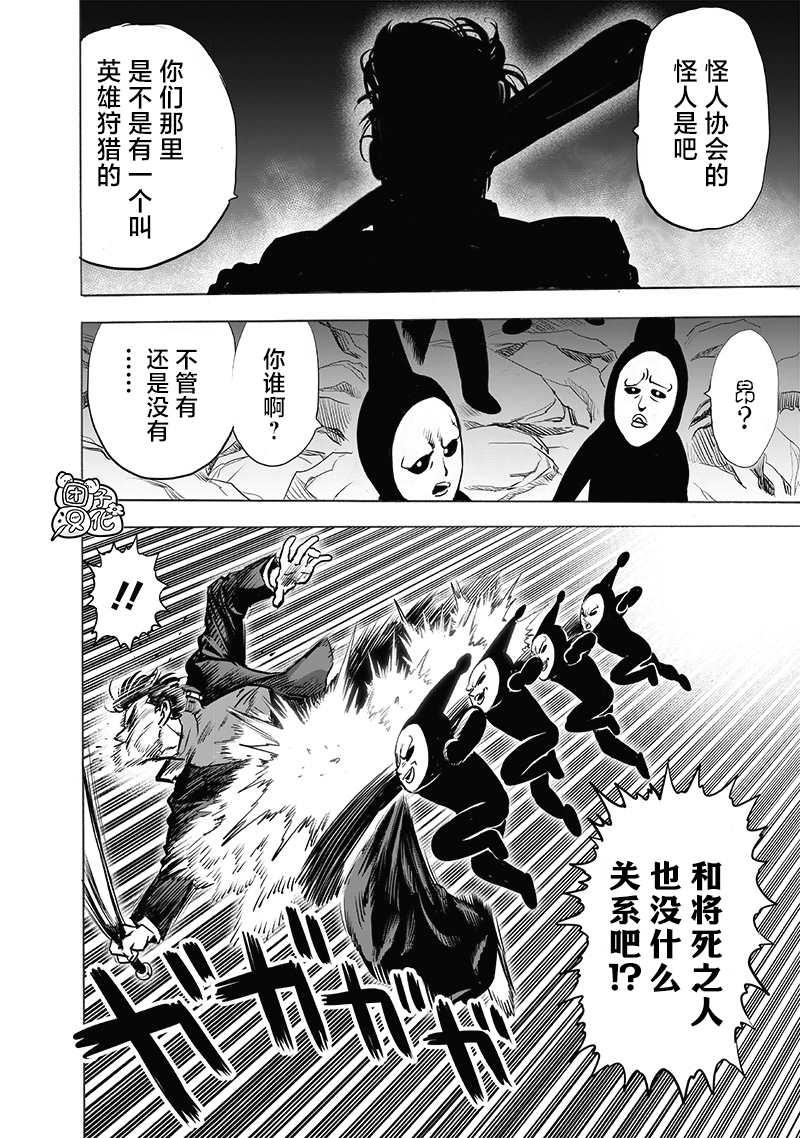 怪人协会的
怪人是吧
你们那里
是不是有一个叫
英雄狩猎的
昂?
你谁啊?
不管有
还是没有
……
团子
汉化
!!
和将死之人
也没什么
关系吧!?
ガガガガ